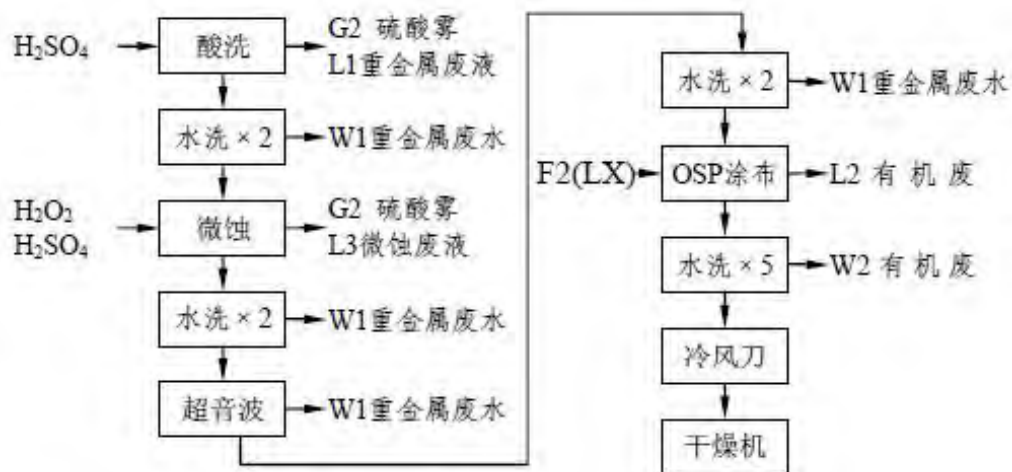 H₂SO₄
酸洗
G2 硫酸雾
L1重金属废液
水洗×2
W1重金属废水
H₂O₂
H₂SO₄
微蚀
G2 硫酸雾
L3微蚀废液
水洗×2
W1重金属废水
超音波
W1重金属废水
水洗×2
W1重金属废水
F2(LX)
OSP涂布
L2 有 机 废
水洗×5
W2 有 机 废
冷风刀
干燥机